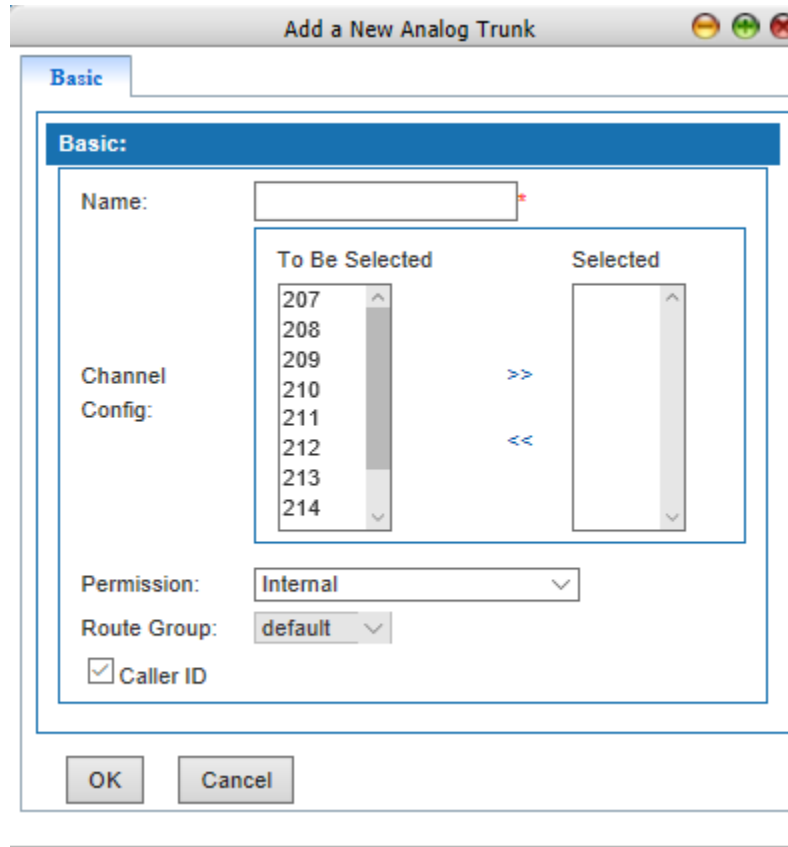 Add a New Analog Trunk
Basic
Basic:
Name:
*
To Be Selected
Selected
207
208
209
210
211
212
213
214
Channel
Config:
>>
<<
Permission:
Internal
Route Group:
default
Caller ID
OK
Cancel